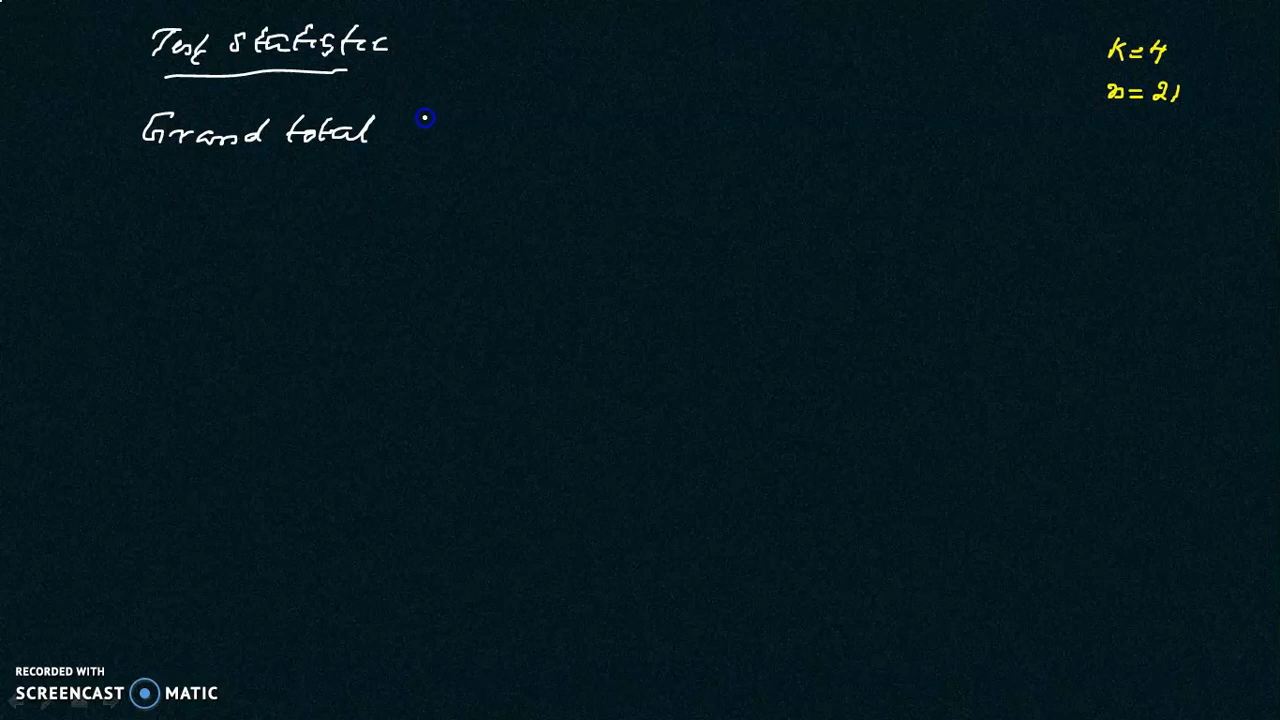 Test statistic
K = 4
n = 21
Grand total
RECORDED WITH
SCREENCAST MATIC